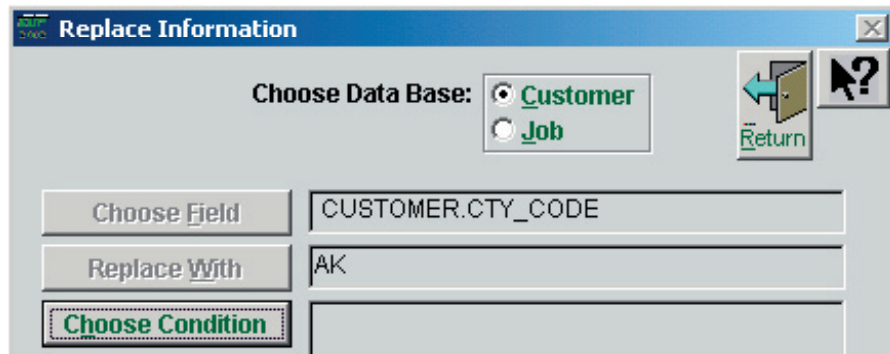 Replace Information
Choose Data Base:
Customer
Job
Return
Choose Field
CUSTOMER.CTY_CODE
Replace With
AK
Choose Condition